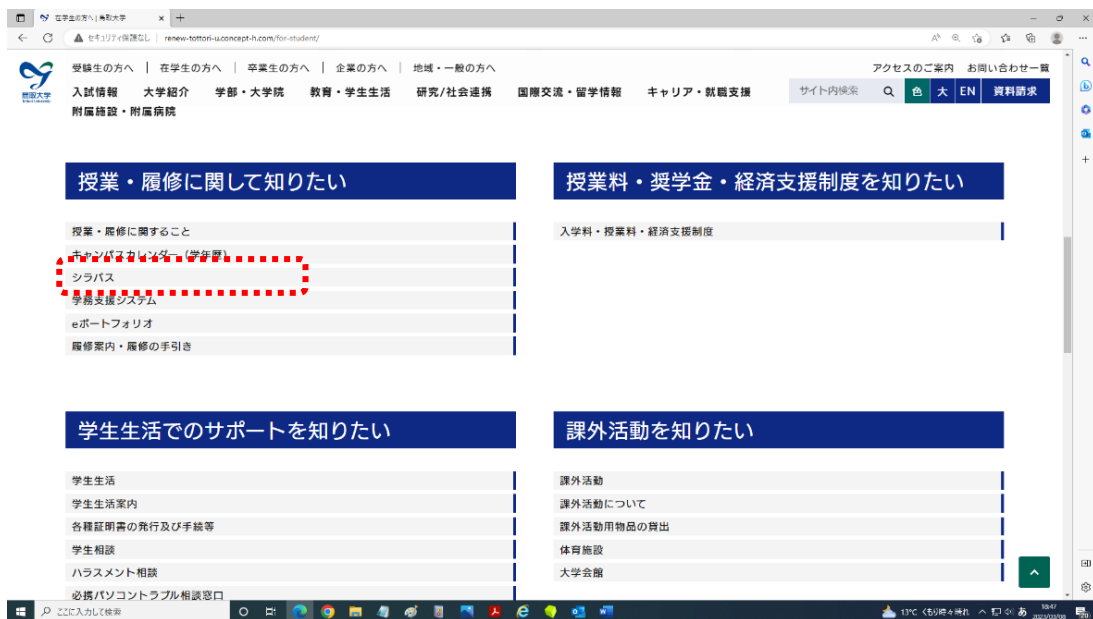 在学生の方へ | 鳥取大学
セキュリティ保護なし | renew-tottori-u.concept-h.com/for-student/
鳥取大学
受験生の方へ | 在学生の方へ | 卒業生の方へ | 企業の方へ | 地域・一般の方へ
アクセスのご案内 お問い合わせ一覧
入試情報 大学紹介 学部・大学院 教育・学生生活 研究/社会連携 国際交流・留学情報 キャリア・就職支援
サイト内検索 色 大 EN 資料請求
附属施設・附属病院
授業・履修に関して知りたい
授業・履修に関すること
キャンパスカレンダー（学年暦）
シラバス
学務支援システム
eポートフォリオ
履修案内・履修の手引き
授業料・奨学金・経済支援制度を知りたい
入学料・授業料・経済支援制度
学生生活でのサポートを知りたい
学生生活
学生生活案内
各種証明書の発行及び手続等
学生相談
ハラスメント相談
必携パソコントラブル相談窓口
課外活動を知りたい
課外活動
課外活動について
課外活動用物品の貸出
体育施設
大学会館
ここに入力して検索
13°C くもり時々晴れ
あ
2023/03/08